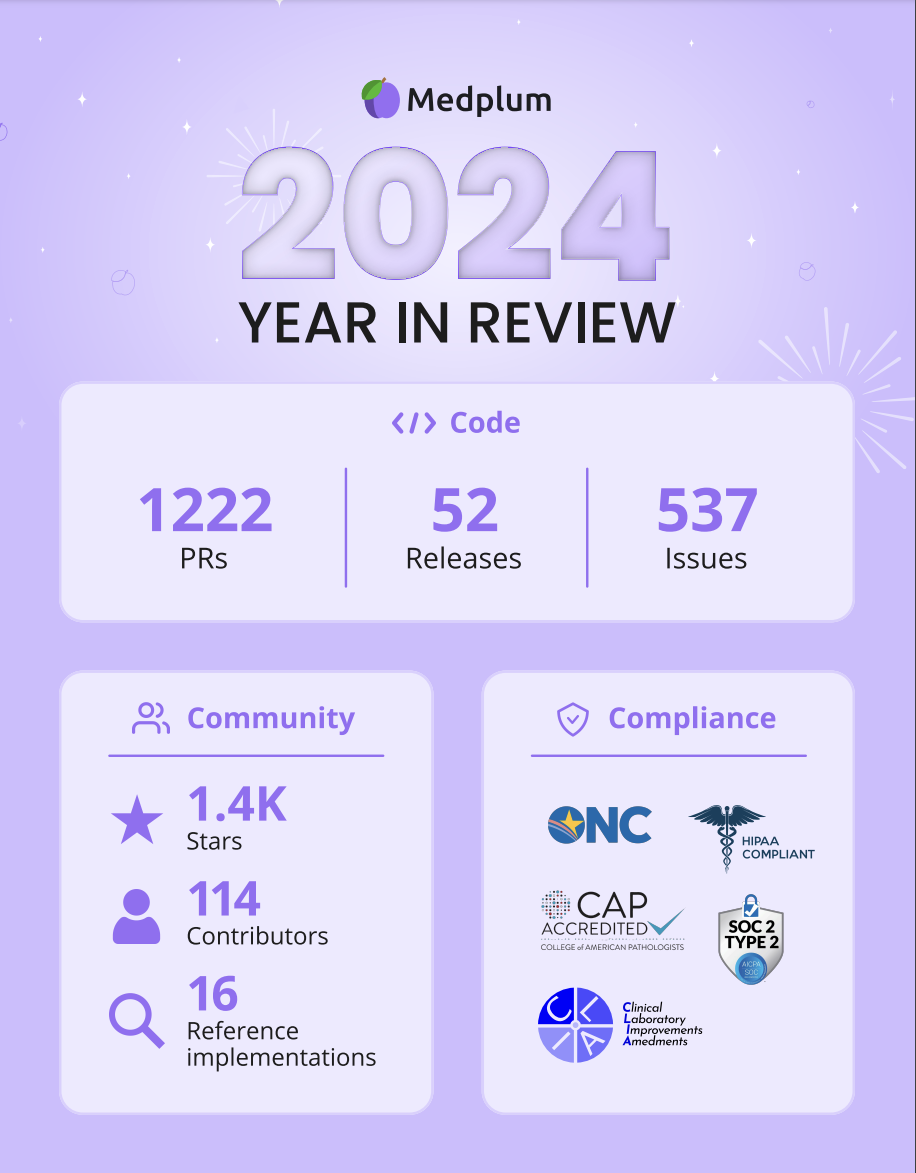 Medplum
2024
YEAR IN REVIEW
</> Code
1222
PRs
52
Releases
537
Issues
Community
1.4K
Stars
114
Contributors
16
Reference
implementations
Compliance
ONC
HIPAA
COMPLIANT
CAP
ACCREDITED
COLLEGE of AMERICAN PATHOLOGISTS
SOC 2
TYPE 2
AICPA
SOC
CLIA
Clinical
Laboratory
Improvements
Amedments